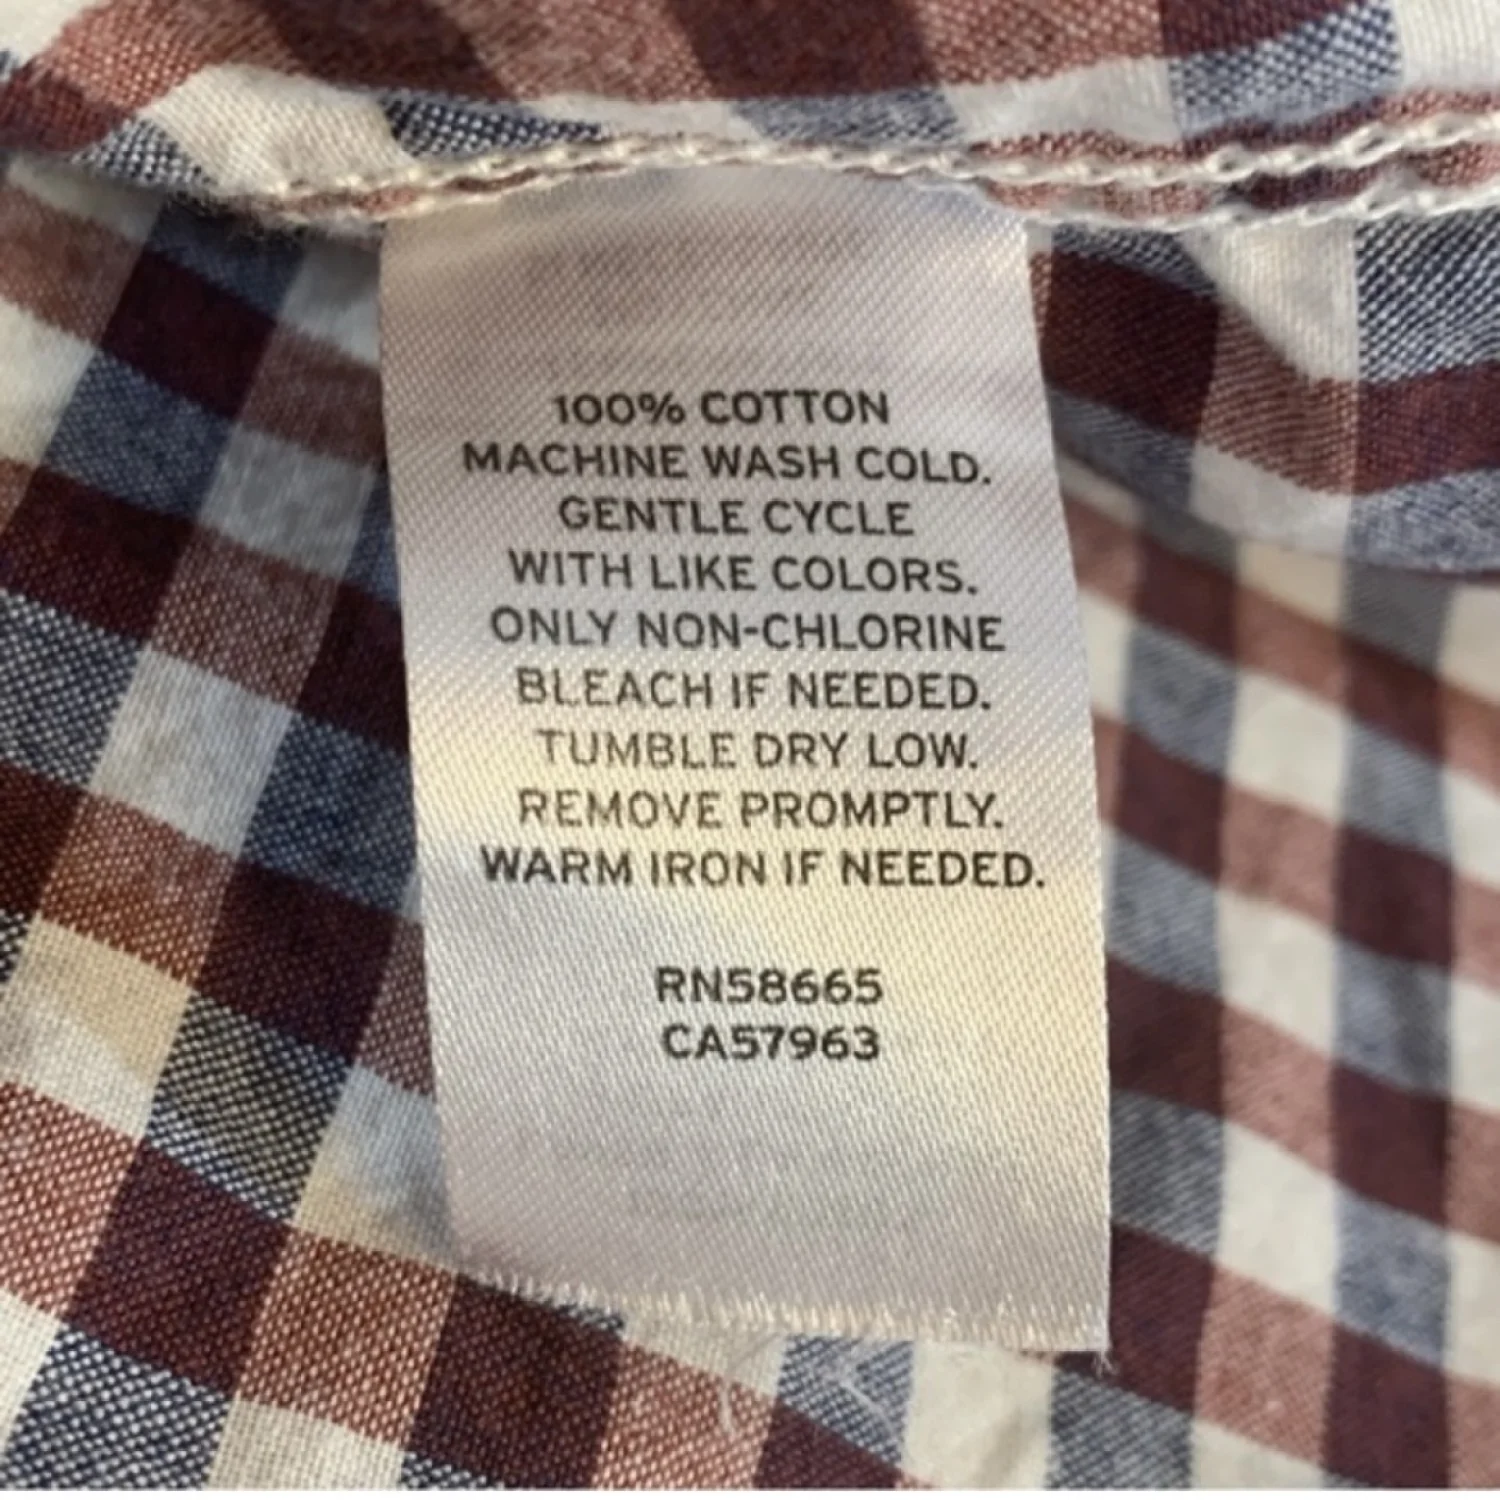 100% COTTON
MACHINE WASH COLD.
GENTLE CYCLE
WITH LIKE COLORS.
ONLY NON-CHLORINE
BLEACH IF NEEDED.
TUMBLE DRY LOW.
REMOVE PROMPTLY.
WARM IRON IF NEEDED.
RN58665
CA57963